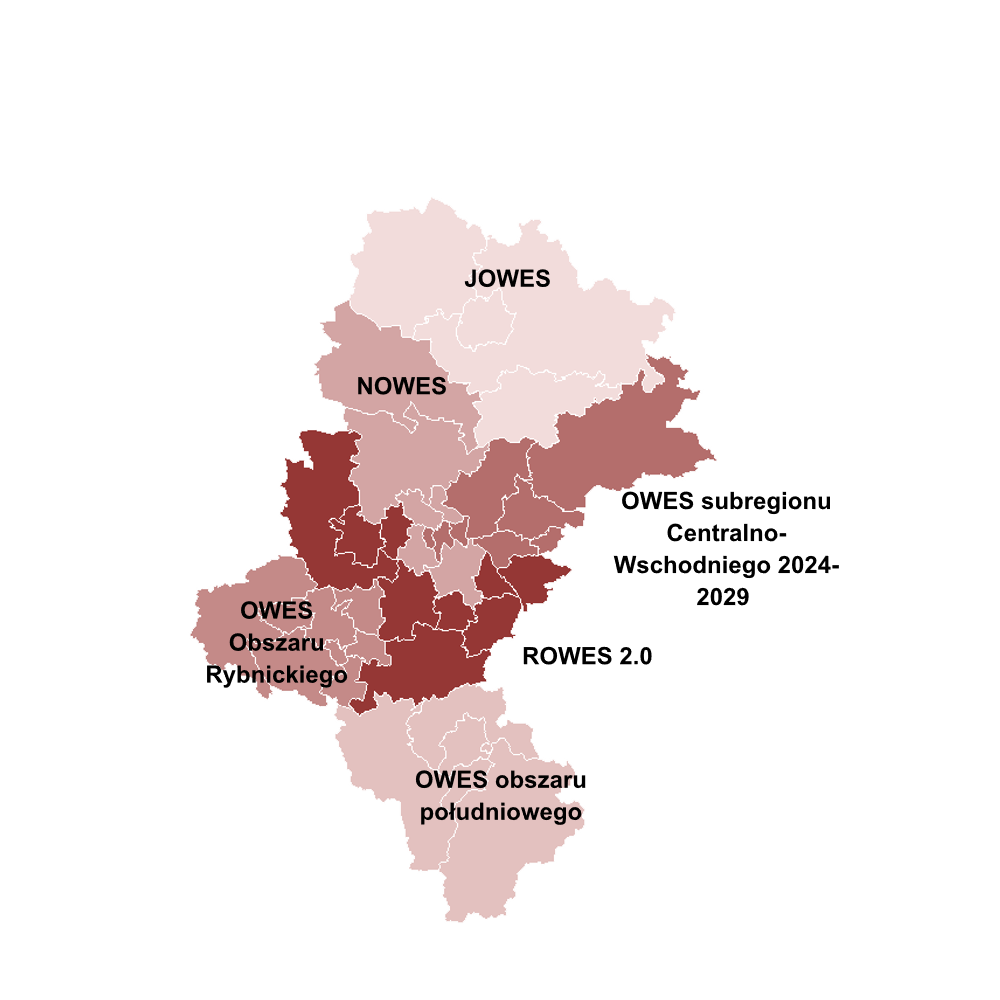 JOWES
NOWES
OWES subregionu
Centralno-
Wschodniego 2024-
2029
OWES
Obszaru
Rybnickiego
ROWES 2.0
OWES obszaru
południowego